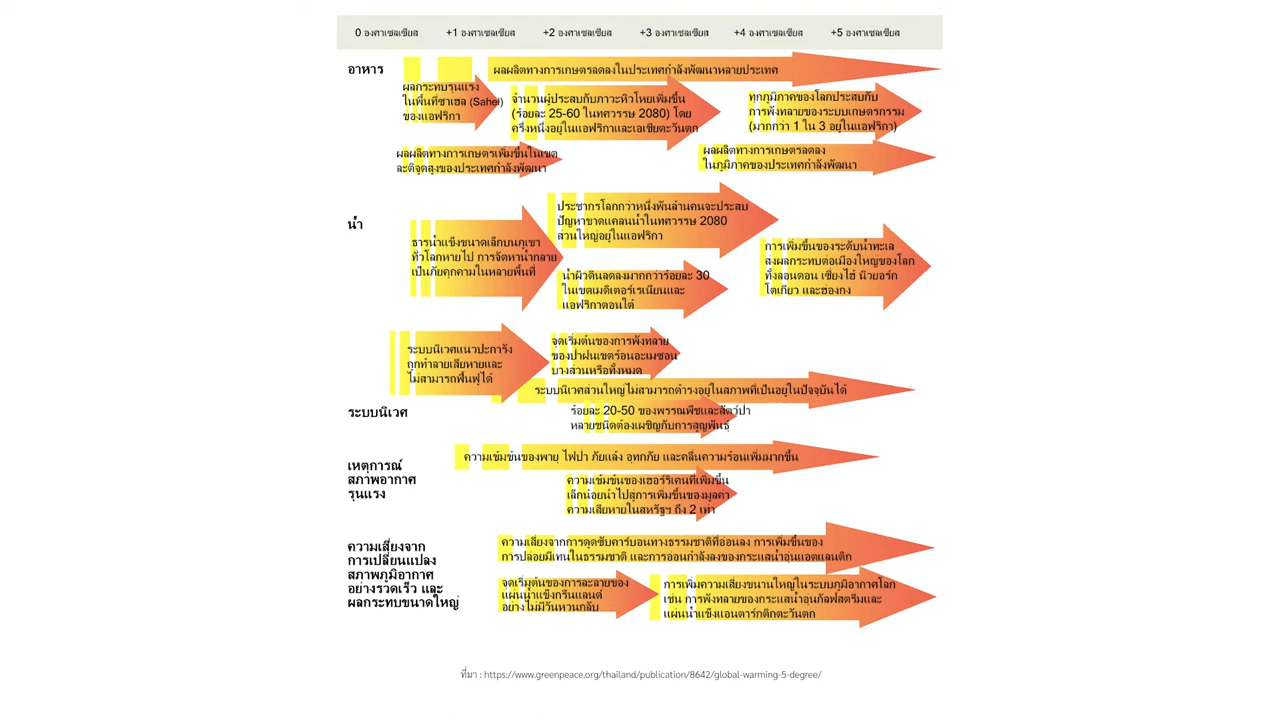 0 องศาเซลเซียส +1 องศาเซลเซียส +2 องศาเซลเซียส +3 องศาเซลเซียส +4 องศาเซลเซียส +5 องศาเซลเซียส
อาหาร
ผลผลิตทางการเกษตรลดลงในประเทศกำลังพัฒนาหลายประเทศ
ผลกระทบรุนแรง
ในพื้นที่ซาเฮล (Sahel)
ของแอฟริกา
จำนวนผู้ประสบกับภาวะหิวโหยเพิ่มขึ้น
(ร้อยละ 25-60 ในทศวรรษ 2080) โดย
ครึ่งหนึ่งอยู่ในแอฟริกาและเอเชียตะวันตก
ทุกภูมิภาคของโลกประสบกับ
การพังทลายของระบบเกษตรกรรม
(มากกว่า 1 ใน 3 อยู่ในแอฟริกา)
ผลผลิตทางการเกษตรเพิ่มขึ้นในเขต
ละติจูดสูงของประเทศกำลังพัฒนา
ผลผลิตทางการเกษตรลดลง
ในภูมิภาคของประเทศกำลังพัฒนา
น้ำ
ธารน้ำแข็งขนาดเล็กบนภูเขา
ทั่วโลกหายไป การจัดหาน้ำกลาย
เป็นภัยคุกคามในหลายพื้นที่
ประชากรโลกกว่าหนึ่งพันล้านคนจะประสบ
ปัญหาขาดแคลนน้ำในทศวรรษ 2080
ส่วนใหญ่อยู่ในแอฟริกา
น้ำผิวดินลดลงมากกว่าร้อยละ 30
ในเขตเมดิเตอร์เรเนียนและ
แอฟริกาตอนใต้
การเพิ่มขึ้นของระดับน้ำทะเล
ส่งผลกระทบต่อเมืองใหญ่ของโลก
ทั้งลอนดอน เซี่ยงไฮ้ นิวยอร์ก
โตเกียว และฮ่องกง
ระบบนิเวศ
ระบบนิเวศแนวปะการัง
ถูกทำลายเสียหายและ
ไม่สามารถฟื้นฟูได้
จุดเริ่มต้นของการพังทลาย
ของป่าฝนเขตร้อนอะเมซอน
บางส่วนหรือทั้งหมด
ระบบนิเวศส่วนใหญ่ไม่สามารถดำรงอยู่ในสภาพที่เป็นอยู่ในปัจจุบันได้
ร้อยละ 20-50 ของพรรณพืชและสัตว์ป่า
หลายชนิดต้องเผชิญกับการสูญพันธุ์
เหตุการณ์
สภาพอากาศ
รุนแรง
ความเข้มข้นของพายุ ไฟป่า ภัยแล้ง อุทกภัย และคลื่นความร้อนเพิ่มมากขึ้น
ความเข้มข้นของเฮอร์ริเคนที่เพิ่มขึ้น
เล็กน้อยนำไปสู่การเพิ่มขึ้นของมูลค่า
ความเสียหายในสหรัฐฯ ถึง 2 เท่า
ความเสี่ยงจาก
การเปลี่ยนแปลง
สภาพภูมิอากาศ
อย่างรวดเร็ว และ
ผลกระทบขนาดใหญ่
ความเสี่ยงจากการดูดซับคาร์บอนทางธรรมชาติที่อ่อนลง การเพิ่มขึ้นของ
การปล่อยมีเทนในธรรมชาติ และการอ่อนกำลังลงของกระแสน้ำอุ่นแอตแลนติก
จุดเริ่มต้นของการละลายของ
แผ่นน้ำแข็งกรีนแลนด์
อย่างไม่มีวันหวนกลับ
การเพิ่มความเสี่ยงขนานใหญ่ในระบบภูมิอากาศโลก
เช่น การพังทลายของกระแสน้ำอุ่นกัลฟสตรีมและ
แผ่นน้ำแข็งแอนตาร์กติกตะวันตก
ที่มา : https://www.greenpeace.org/thailand/publication/8642/global-warming-5-degree/